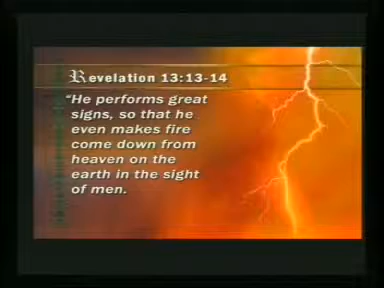 Revelation 13:13-14
"He performs great
signs, so that he
even makes fire
come down from
heaven on the
earth in the sight
of men.